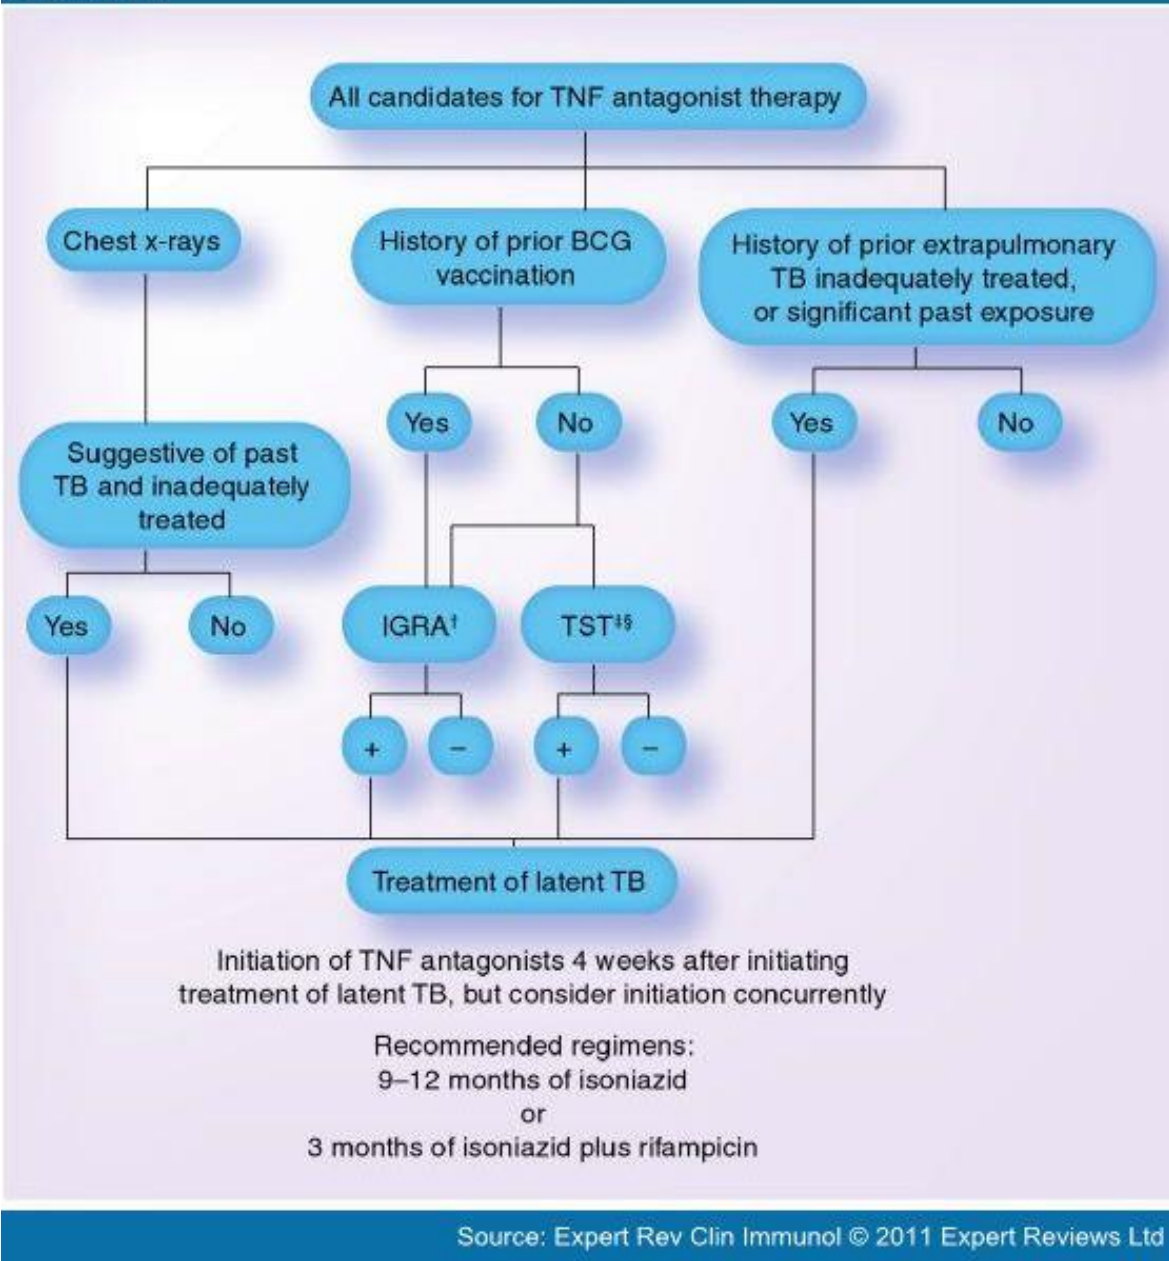 All candidates for TNF antagonist therapy
Chest x-rays
History of prior BCG
vaccination
History of prior extrapulmonary
TB inadequately treated,
or significant past exposure
Yes
No
Yes
No
Suggestive of past
TB and inadequately
treated
Yes
No
IGRA†
TST‡§
+
–
+
–
Treatment of latent TB
Initiation of TNF antagonists 4 weeks after initiating
treatment of latent TB, but consider initiation concurrently
Recommended regimens:
9–12 months of isoniazid
or
3 months of isoniazid plus rifampicin
Source: Expert Rev Clin Immunol © 2011 Expert Reviews Ltd